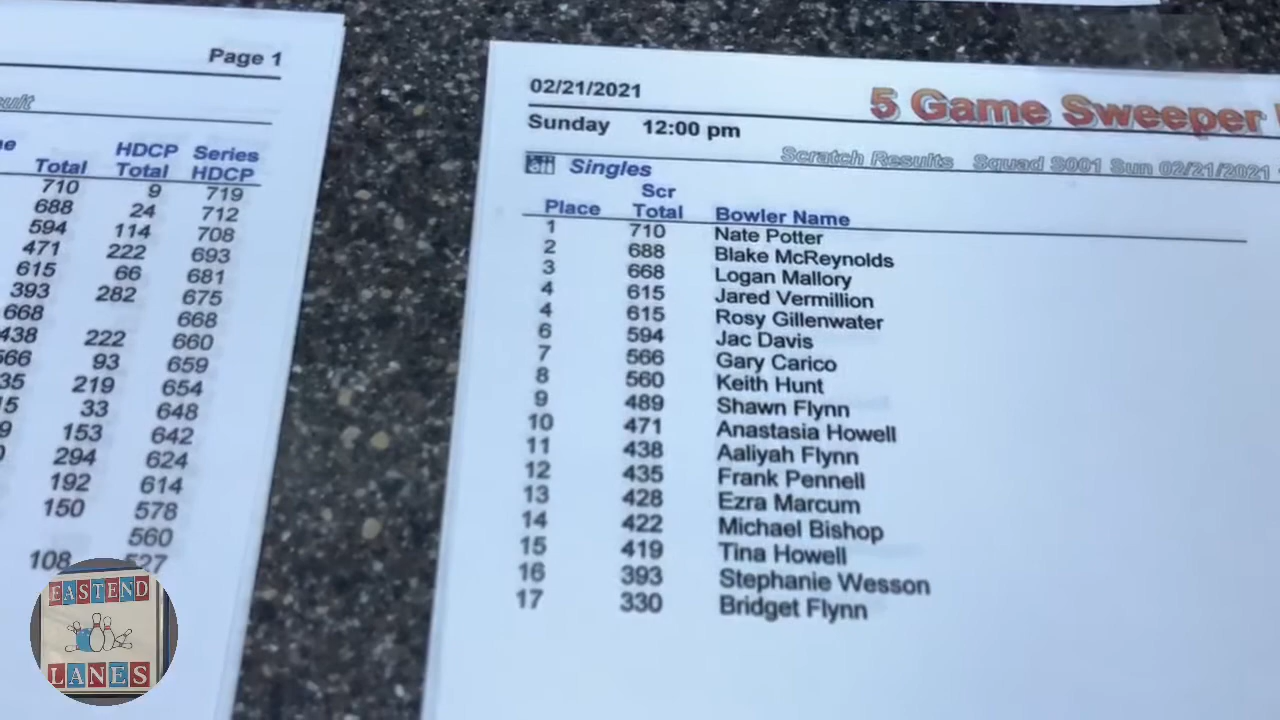 Page 1
HDCP Series
Total Total HDCP
710 9 719
688 24 712
594 114 708
471 222 693
615 66 681
393 282 675
668 668
438 222 660
566 93 659
35 219 654
5 33 648
9 153 642
294 624
192 614
150 578
560
108 527
02/21/2021
5 Game Sweeper
Sunday 12:00 pm
Scratch Results Squad S001 Sun 02/21/2021
Singles
Scr
Place Total Bowler Name
1 710 Nate Potter
2 688 Blake McReynolds
3 668 Logan Mallory
4 615 Jared Vermillion
4 615 Rosy Gillenwater
6 594 Jac Davis
7 566 Gary Carico
8 560 Keith Hunt
9 489 Shawn Flynn
10 471 Anastasia Howell
11 438 Aaliyah Flynn
12 435 Frank Pennell
13 428 Ezra Marcum
14 422 Michael Bishop
15 419 Tina Howell
16 393 Stephanie Wesson
17 330 Bridget Flynn
EASTEND
LANES